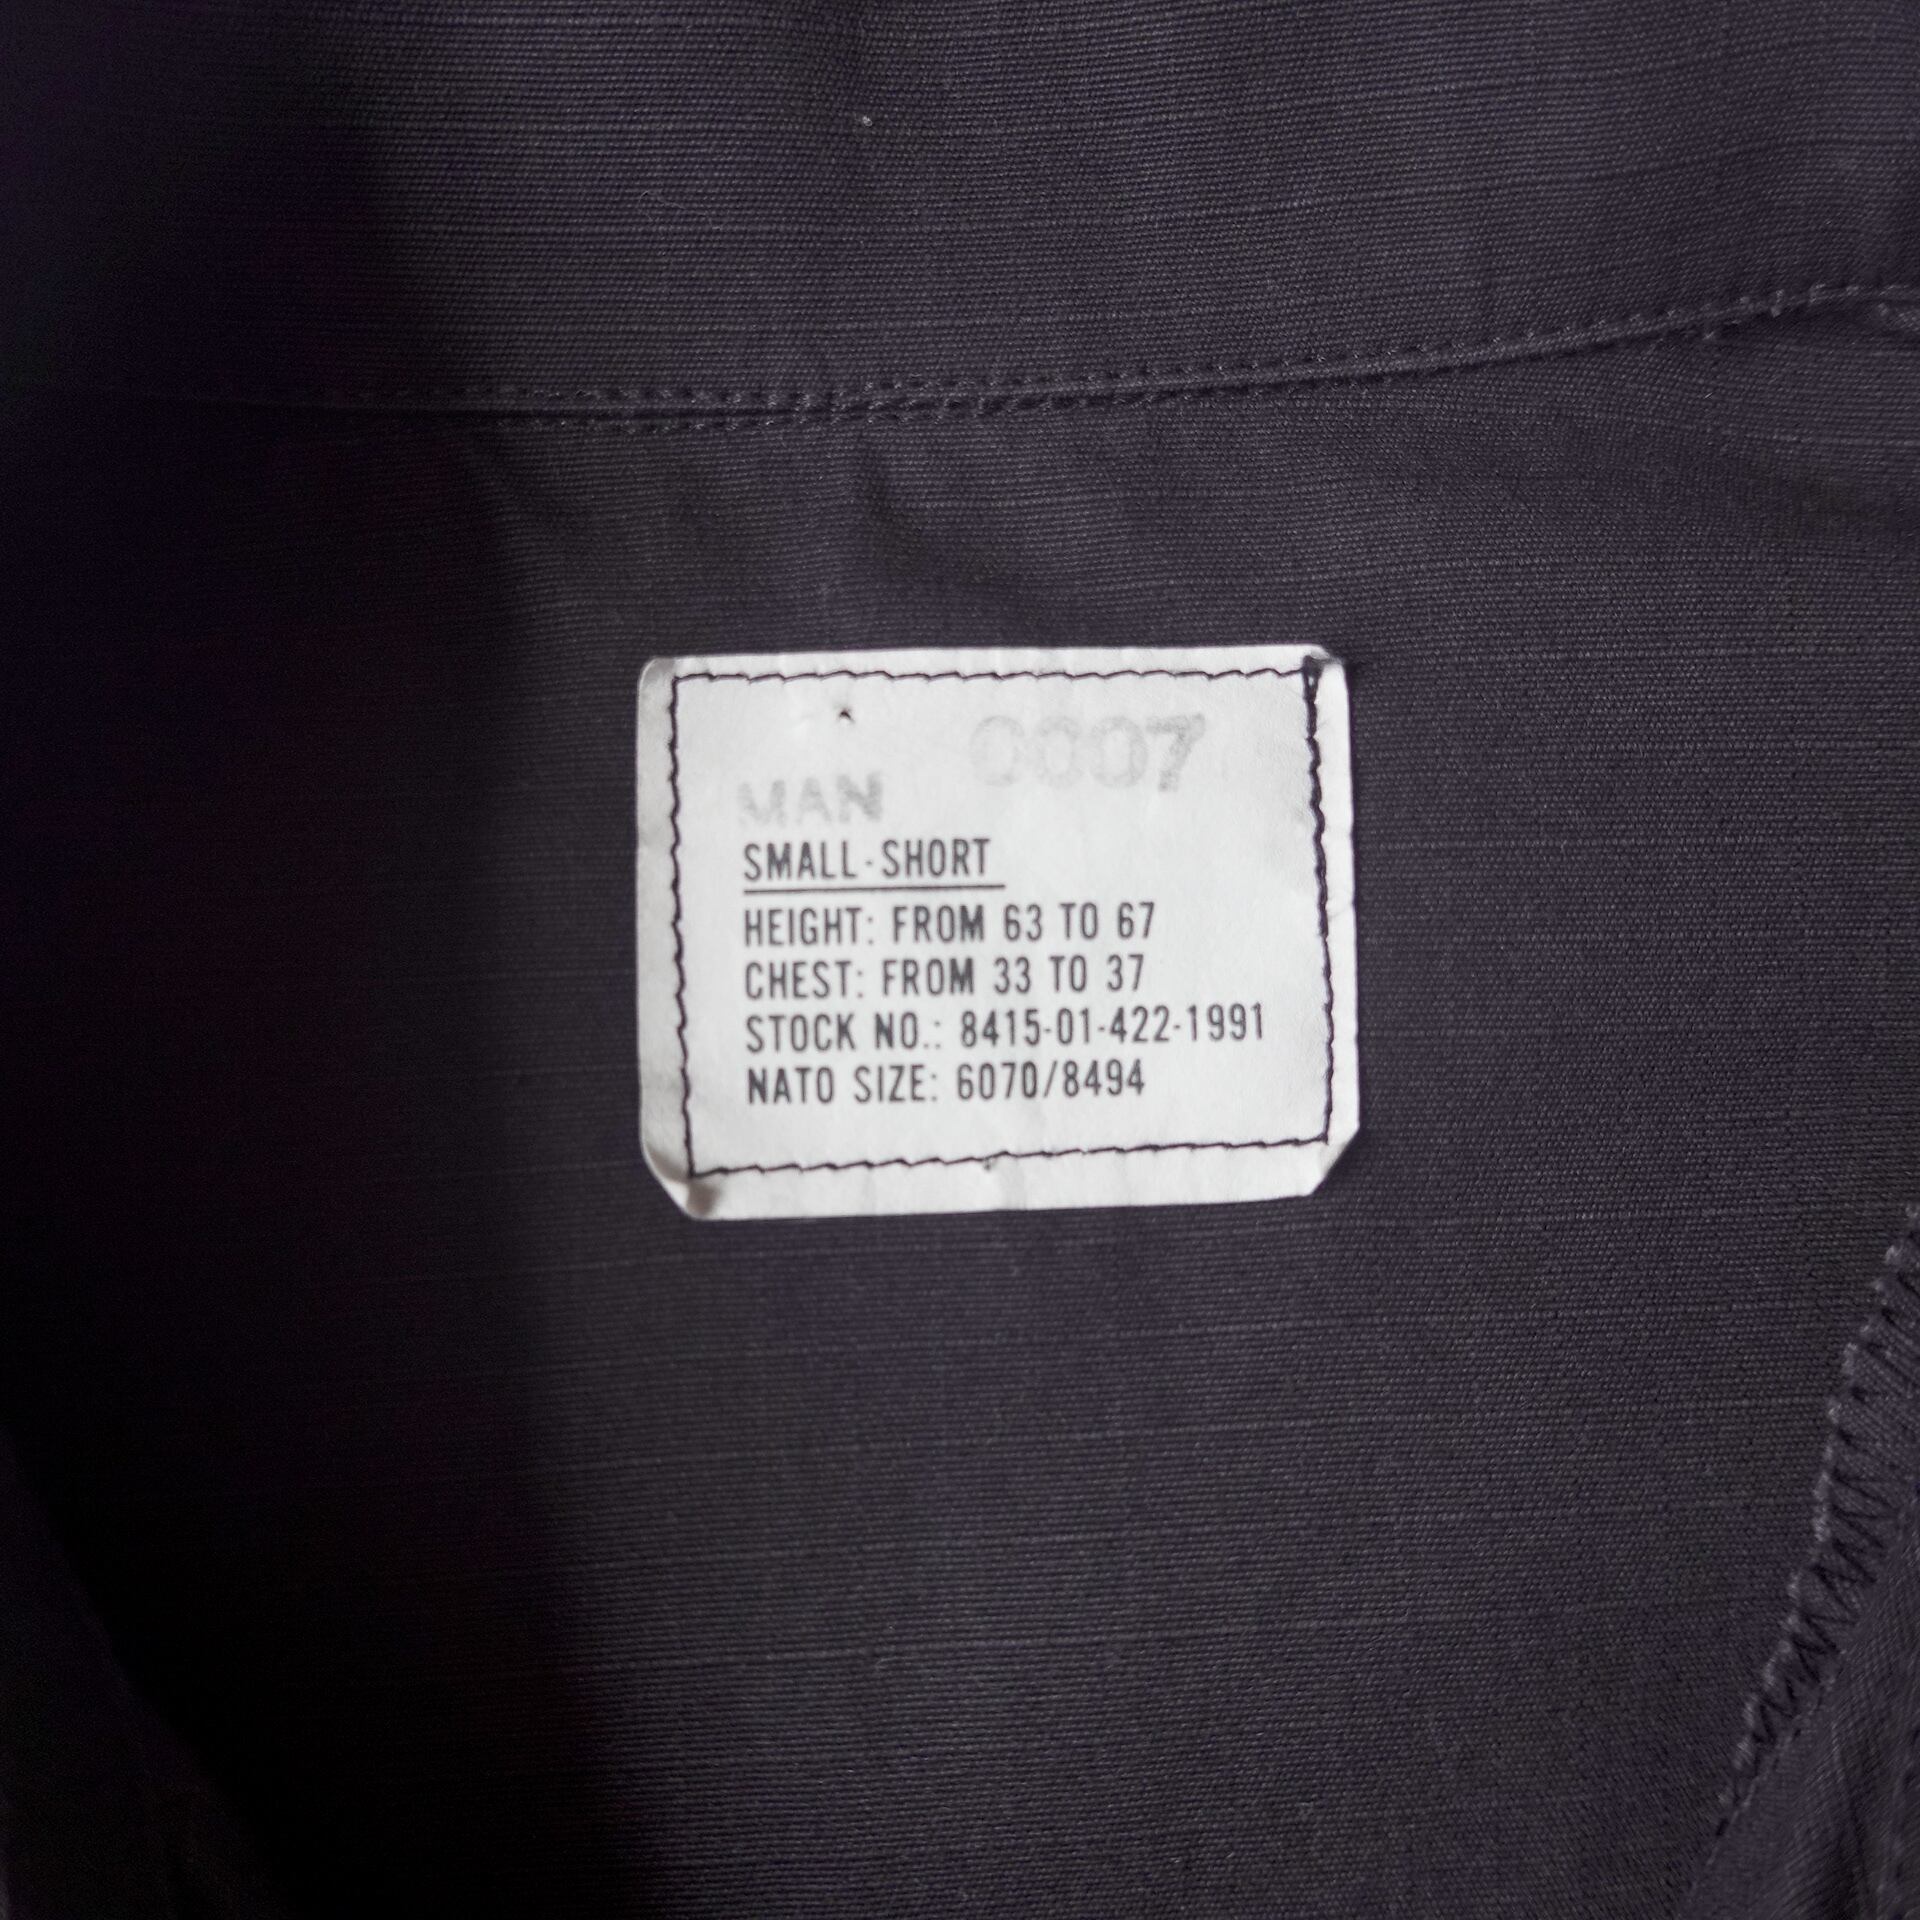 0007
MAN
SMALL-SHORT
HEIGHT: FROM 63 TO 67
CHEST: FROM 33 TO 37
STOCK NO.: 8415-01-422-1991
NATO SIZE: 6070/8494